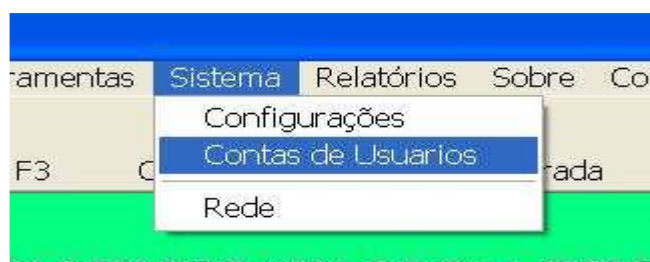 ramentas Sistema Relatórios Sobre Co
Configurações
Contas de Usuarios
F3 C rada
Rede